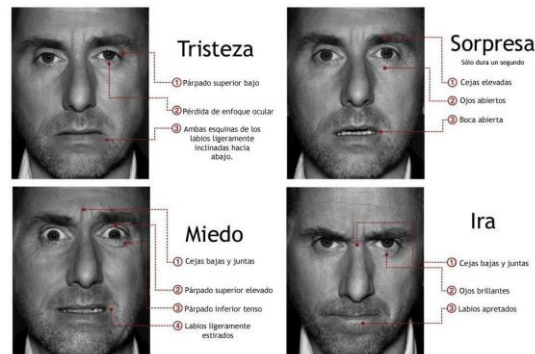 Tristeza
1 Párpado superior bajo
2 Pérdida de enfoque ocular
3 Ambas esquinas de los
labios ligeramente
inclinadas hacia
abajo.
Sorpresa
Sólo dura un segundo
1 Cejas elevadas
2 Ojos abiertos
3 Boca abierta
Miedo
1 Cejas bajas y juntas
2 Párpado superior elevado
3 Párpado inferior tenso
4 Labios ligeramente
estirados
Ira
1 Cejas bajas y juntas
2 Ojos brillantes
3 Labios apretados